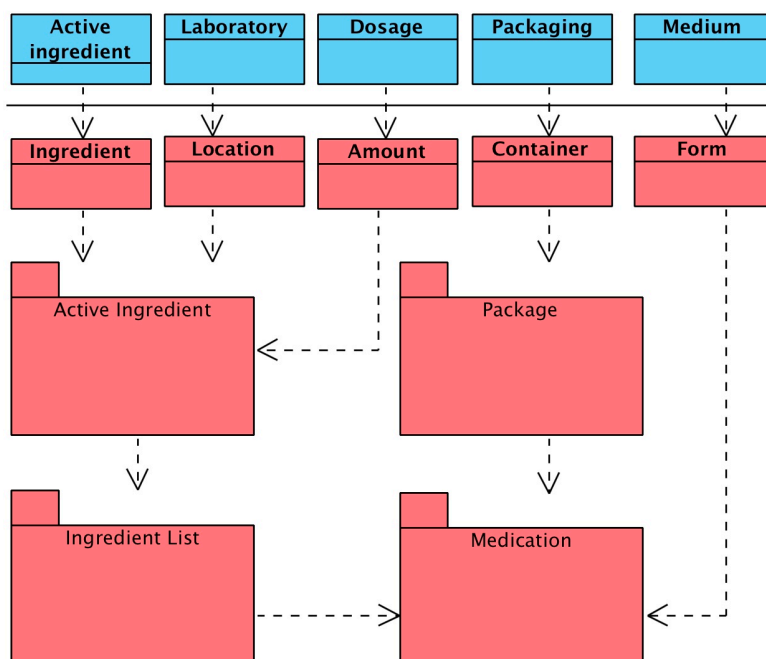 Active
ingredient
Laboratory
Dosage
Packaging
Medium
Ingredient
Location
Amount
Container
Form
Active Ingredient
Package
Ingredient List
Medication